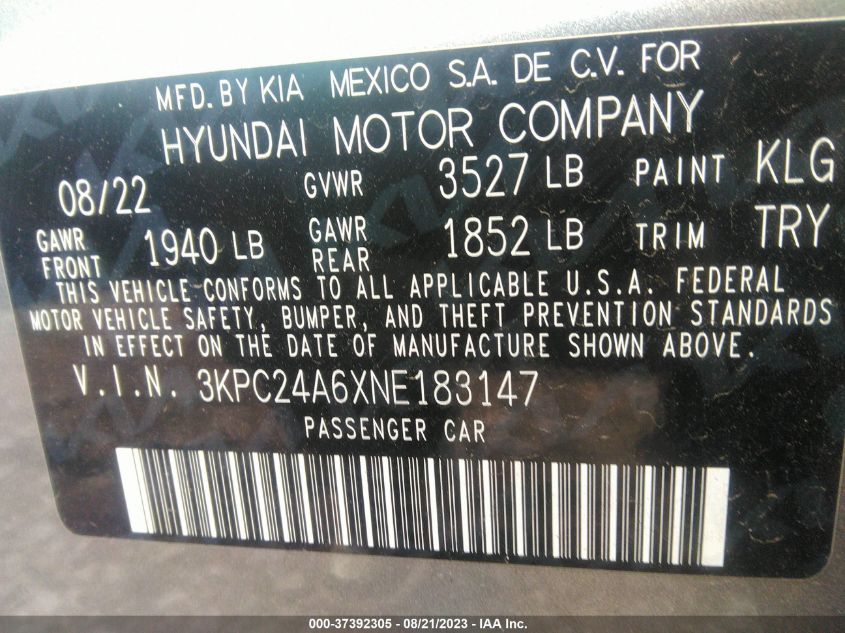 MFD. BY KIA MEXICO S.A. DE C.V. FOR
HYUNDAI MOTOR COMPANY
08/22 GVWR 3527 LB PAINT KLG
GAWR FRONT 1940 LB GAWR REAR 1852 LB TRIM TRY
THIS VEHICLE CONFORMS TO ALL APPLICABLE U.S.A. FEDERAL
MOTOR VEHICLE SAFETY, BUMPER, AND THEFT PREVENTION STANDARDS
IN EFFECT ON THE DATE OF MANUFACTURE SHOWN ABOVE.
V.I.N. 3KPC24A6XNE183147
PASSENGER CAR
000-37392305 - 08/21/2023 - IAA Inc.